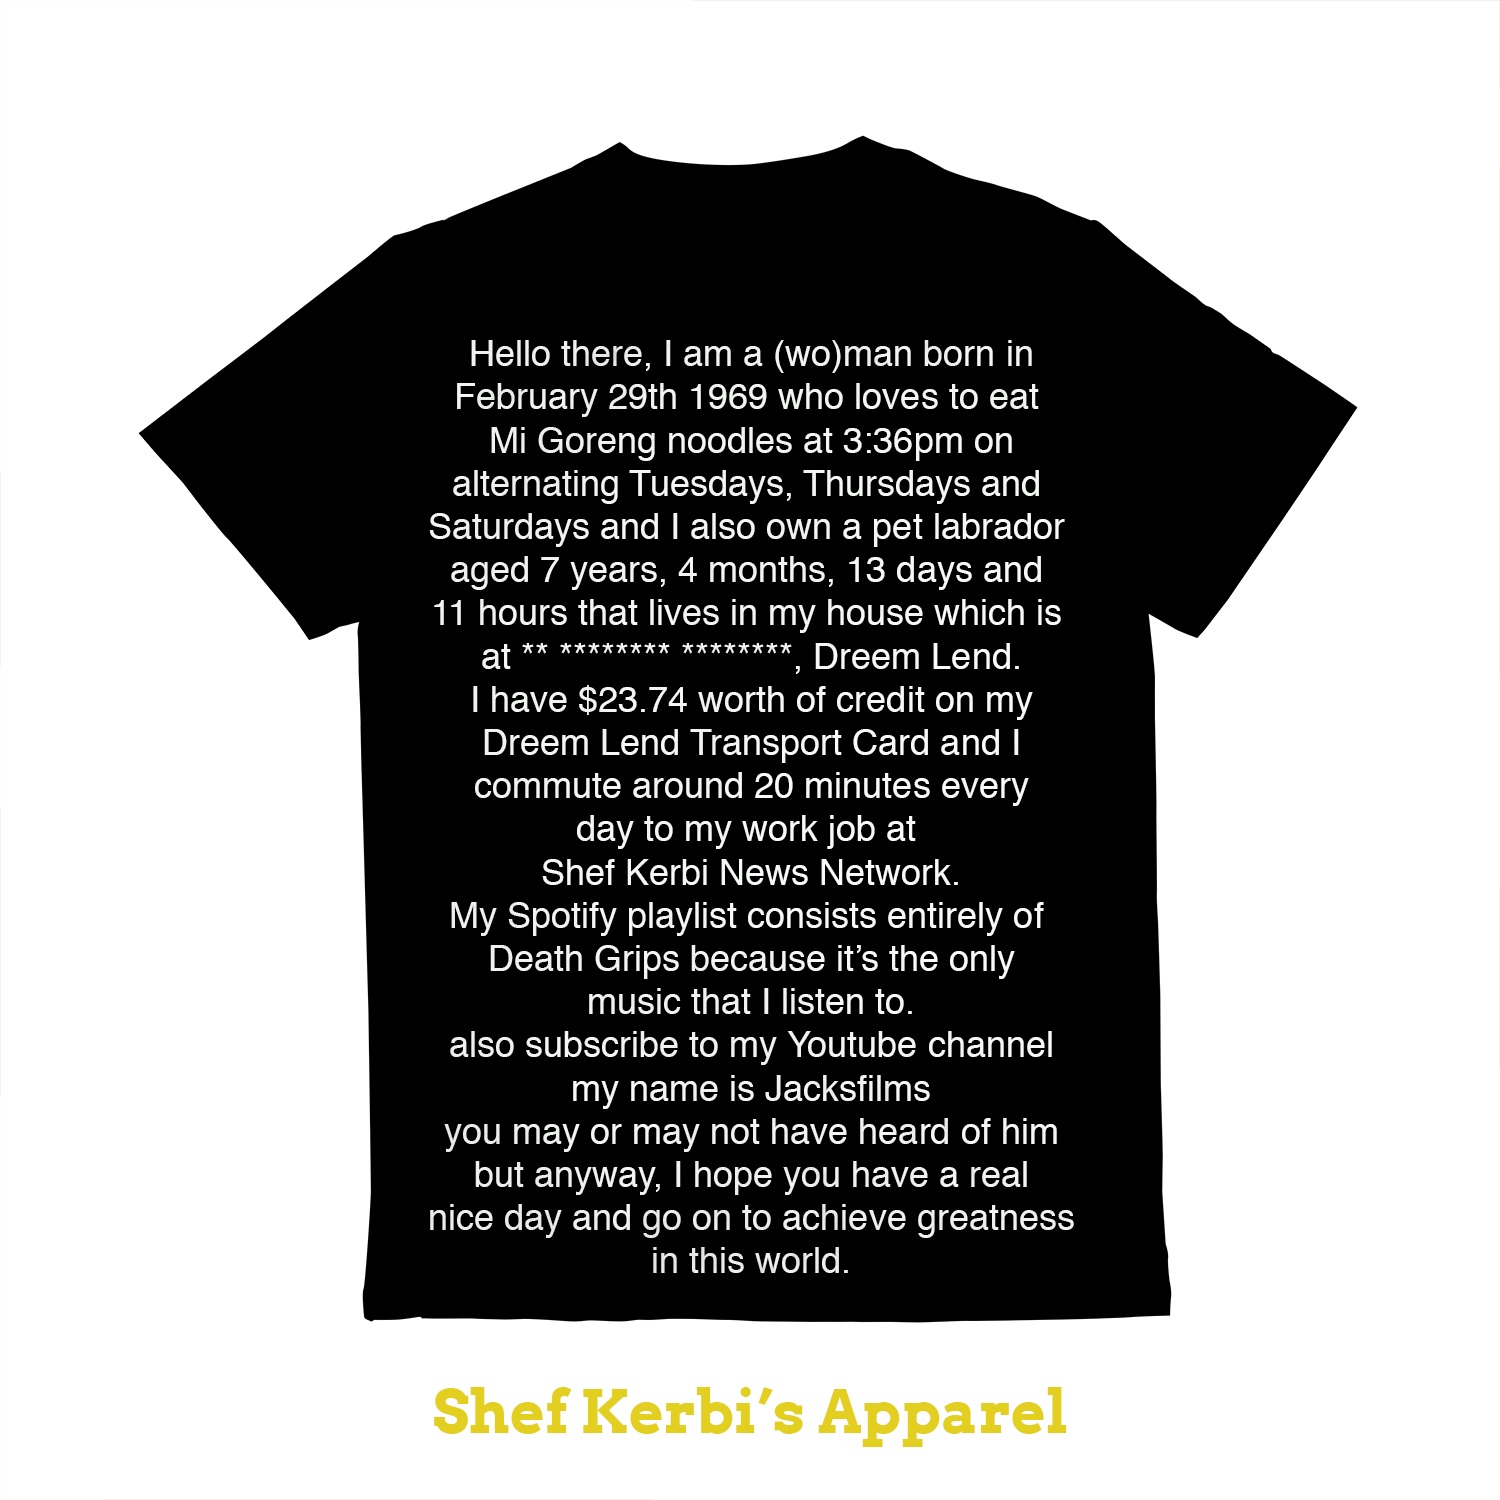 Hello there, I am a (wo)man born in
February 29th 1969 who loves to eat
Mi Goreng noodles at 3:36pm on
alternating Tuesdays, Thursdays and
Saturdays and I also own a pet labrador
aged 7 years, 4 months, 13 days and
11 hours that lives in my house which is
at ** ******** ********, Dreem Lend.
I have $23.74 worth of credit on my
Dreem Lend Transport Card and I
commute around 20 minutes every
day to my work job at
Shef Kerbi News Network.
My Spotify playlist consists entirely of
Death Grips because it’s the only
music that I listen to.
also subscribe to my Youtube channel
my name is Jacksfilms
you may or may not have heard of him
but anyway, I hope you have a real
nice day and go on to achieve greatness
in this world.
Shef Kerbi’s Apparel